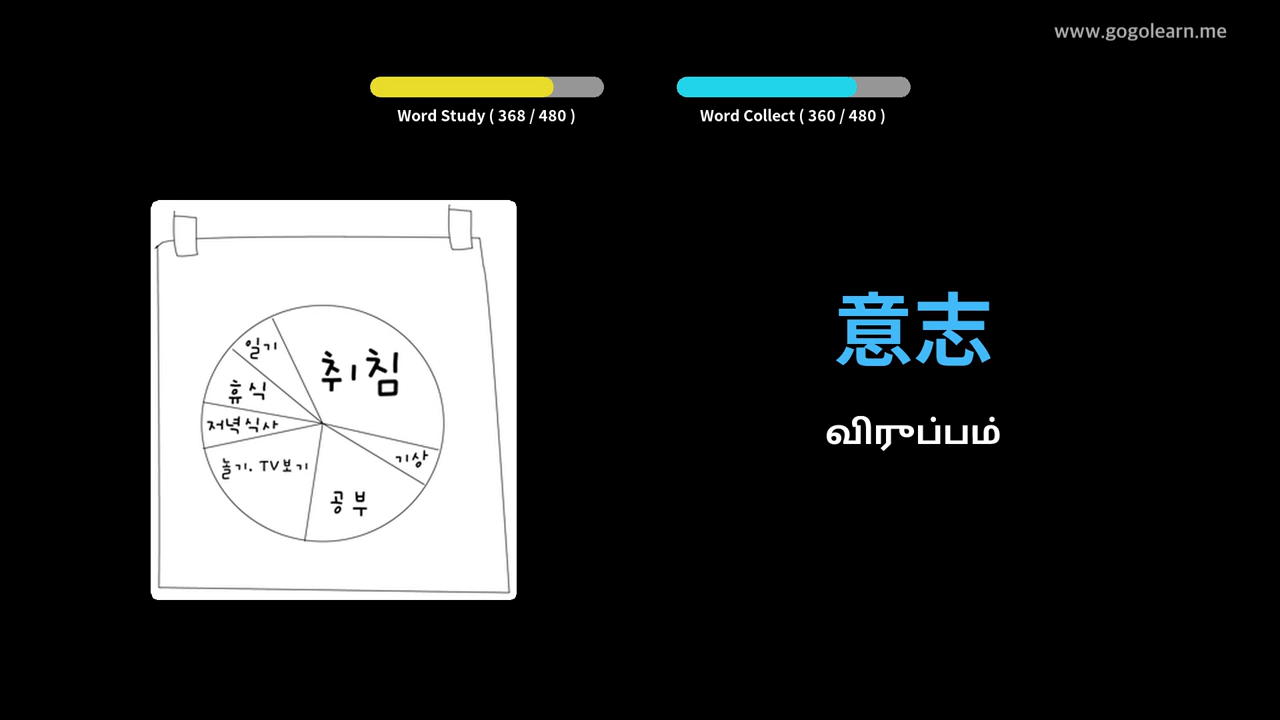 www.gogolearn.me
Word Study ( 368 / 480 )
Word Collect ( 360 / 480 )
일기
취침
휴식
저녁식사
놀기. TV보기
기상
공부
意志
விருப்பம்